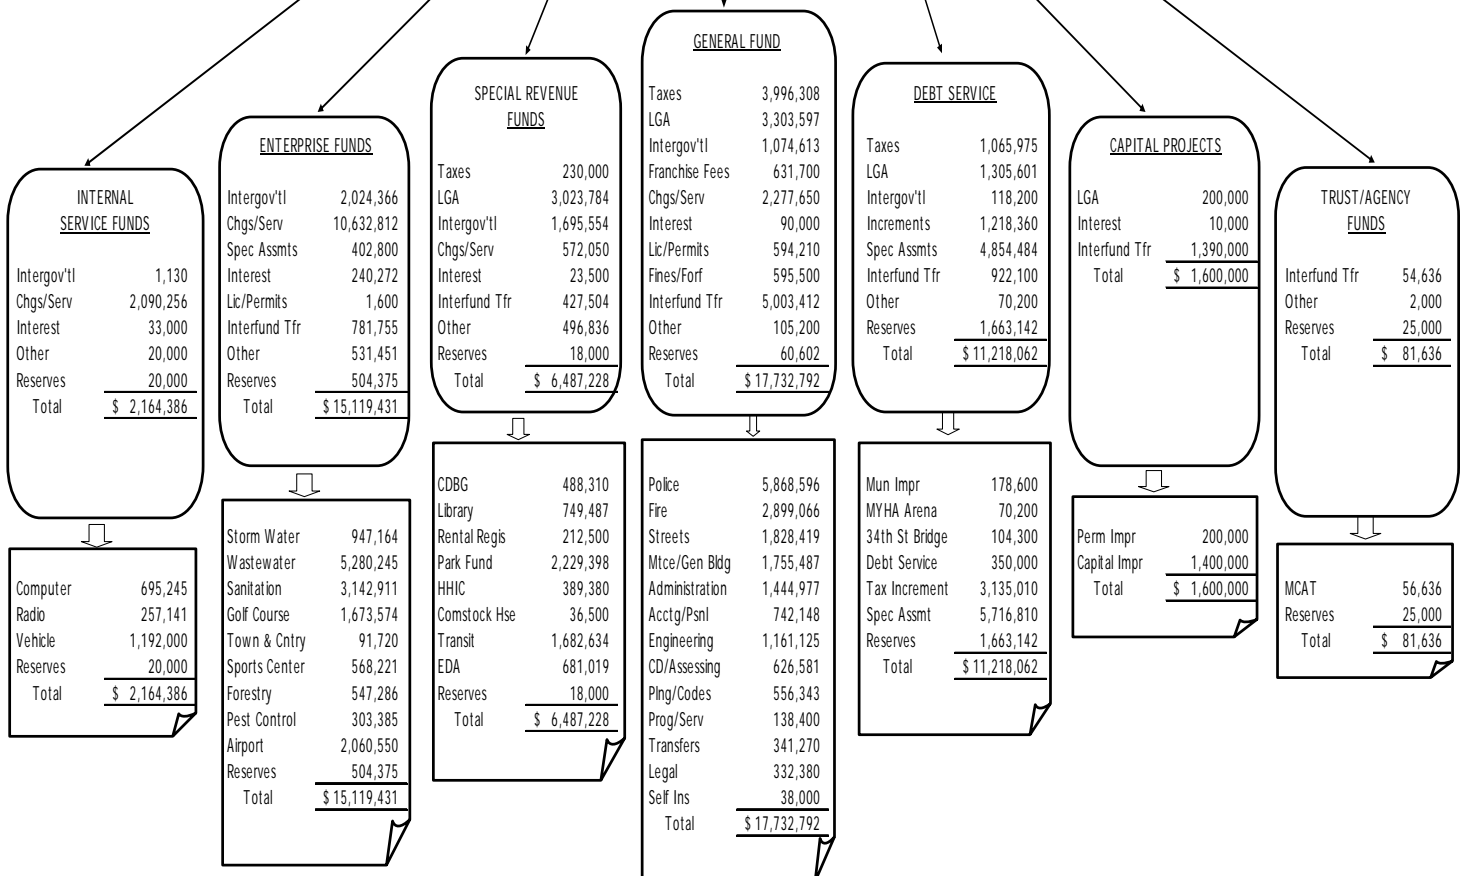 INTERNAL
SERVICE FUNDS
Intergov'tl 1,130
Chgs/Serv 2,090,256
Interest 33,000
Other 20,000
Reserves 20,000
Total $ 2,164,386
Computer 695,245
Radio 257,141
Vehicle 1,192,000
Reserves 20,000
Total $ 2,164,386
ENTERPRISE FUNDS
Intergov'tl 2,024,366
Chgs/Serv 10,632,812
Spec Assmts 402,800
Interest 240,272
Lic/Permits 1,600
Interfund Tfr 781,755
Other 531,451
Reserves 504,375
Total $ 15,119,431
Storm Water 947,164
Wastewater 5,280,245
Sanitation 3,142,911
Golf Course 1,673,574
Town & Cntry 91,720
Sports Center 568,221
Forestry 547,286
Pest Control 303,385
Airport 2,060,550
Reserves 504,375
Total $ 15,119,431
SPECIAL REVENUE
FUNDS
Taxes 230,000
LGA 3,023,784
Intergov'tl 1,695,554
Chgs/Serv 572,050
Interest 23,500
Interfund Tfr 427,504
Other 496,836
Reserves 18,000
Total $ 6,487,228
CDBG 488,310
Library 749,487
Rental Regis 212,500
Park Fund 2,229,398
HHIC 389,380
Comstock Hse 36,500
Transit 1,682,634
EDA 681,019
Reserves 18,000
Total $ 6,487,228
GENERAL FUND
Taxes 3,996,308
LGA 3,303,597
Intergov'tl 1,074,613
Franchise Fees 631,700
Chgs/Serv 2,277,650
Interest 90,000
Lic/Permits 594,210
Fines/Forf 595,500
Interfund Tfr 5,003,412
Other 105,200
Reserves 60,602
Total $ 17,732,792
Police 5,868,596
Fire 2,899,066
Streets 1,828,419
Mtce/Gen Bldg 1,755,487
Administration 1,444,977
Acctg/Psnl 742,148
Engineering 1,161,125
CD/Assessing 626,581
Plng/Codes 556,343
Prog/Serv 138,400
Transfers 341,270
Legal 332,380
Self Ins 38,000
Total $ 17,732,792
DEBT SERVICE
Taxes 1,065,975
LGA 1,305,601
Intergov'tl 118,200
Increments 1,218,360
Spec Assmts 4,854,484
Interfund Tfr 922,100
Other 70,200
Reserves 1,663,142
Total $ 11,218,062
Mun Impr 178,600
MYHA Arena 70,200
34th St Bridge 104,300
Debt Service 350,000
Tax Increment 3,135,010
Spec Assmt 5,716,810
Reserves 1,663,142
Total $ 11,218,062
CAPITAL PROJECTS
LGA 200,000
Interest 10,000
Interfund Tfr 1,390,000
Total $ 1,600,000
Perm Impr 200,000
Capital Impr 1,400,000
Total $ 1,600,000
TRUST/AGENCY
FUNDS
Interfund Tfr 54,636
Other 2,000
Reserves 25,000
Total $ 81,636
MCAT 56,636
Reserves 25,000
Total $ 81,636